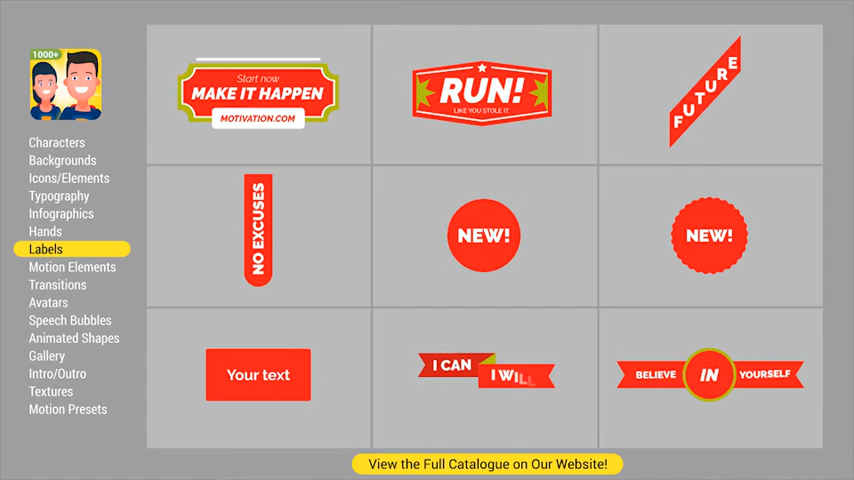 1000+
Characters
Backgrounds
Icons/Elements
Typography
Infographics
Hands
Labels
Motion Elements
Transitions
Avatars
Speech Bubbles
Animated Shapes
Gallery
Intro/Outro
Textures
Motion Presets
Start now
MAKE IT HAPPEN
MOTIVATION.COM
RUN!
LIKE YOU STOLE IT
FUTURE
NO EXCUSES
NEW!
NEW!
Your text
I CAN
I WILL
BELIEVE IN YOURSELF
View the Full Catalogue on Our Website!